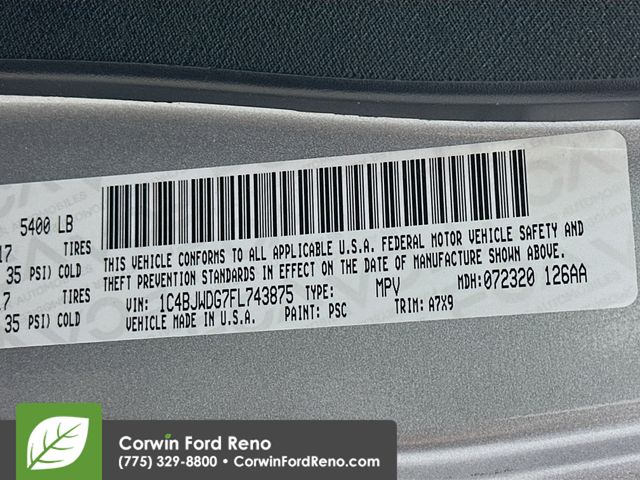 5400 LB
17 TIRES
35 PSI) COLD
17 TIRES
35 PSI) COLD
THIS VEHICLE CONFORMS TO ALL APPLICABLE U.S.A. FEDERAL MOTOR VEHICLE SAFETY AND
THEFT PREVENTION STANDARDS IN EFFECT ON THE DATE OF MANUFACTURE SHOWN ABOVE.
VIN: 1C4BJWDG7FL743875 TYPE: MPV MDH: 072320 126AA
VEHICLE MADE IN U.S.A. PAINT: PSC TRIM: A7X9
Corwin Ford Reno
(775) 329-8800 • CorwinFordReno.com